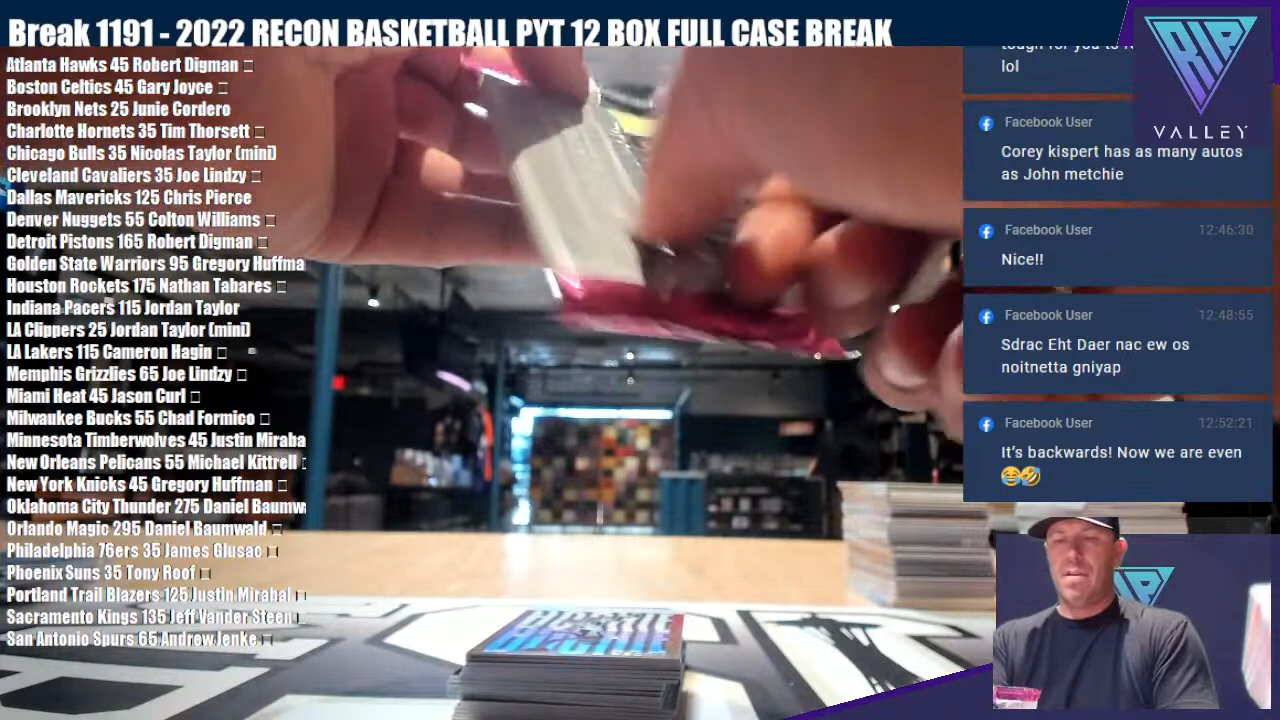 Break 1191 - 2022 RECON BASKETBALL PYT 12 BOX FULL CASE BREAK
Atlanta Hawks 45 Robert Digman
Boston Celtics 45 Gary Joyce
Brooklyn Nets 25 Junie Cordero
Charlotte Hornets 35 Tim Thorsett
Chicago Bulls 35 Nicolas Taylor (mini)
Cleveland Cavaliers 35 Joe Lindzy
Dallas Mavericks 125 Chris Pierce
Denver Nuggets 55 Colton Williams
Detroit Pistons 165 Robert Digman
Golden State Warriors 95 Gregory Huffma
Houston Rockets 175 Nathan Tabares
Indiana Pacers 115 Jordan Taylor
LA Clippers 25 Jordan Taylor (mini)
LA Lakers 115 Cameron Hagin
Memphis Grizzlies 65 Joe Lindzy
Miami Heat 45 Jason Curl
Milwaukee Bucks 55 Chad Formico
Minnesota Timberwolves 45 Justin Miraba
New Orleans Pelicans 55 Michael Kittrell
New York Knicks 45 Gregory Huffman
Oklahoma City Thunder 275 Daniel Baumw
Orlando Magic 295 Daniel Baumwald
Philadelphia 76ers 35 James Glusac
Phoenix Suns 35 Tony Roof
Portland Trail Blazers 125 Justin Mirabal
Sacramento Kings 135 Jeff Vander Steen
San Antonio Spurs 65 Andrew Jenke
tough for you to
lol
Facebook User
Corey kispert has as many autos
as John metchie
Facebook User 12:46:30
Nice!!
Facebook User 12:48:55
Sdrac Eht Daer nac ew os
noitnetta gniyap
Facebook User 12:52:21
It's backwards! Now we are even
😂🤣
RIP
VALLEY